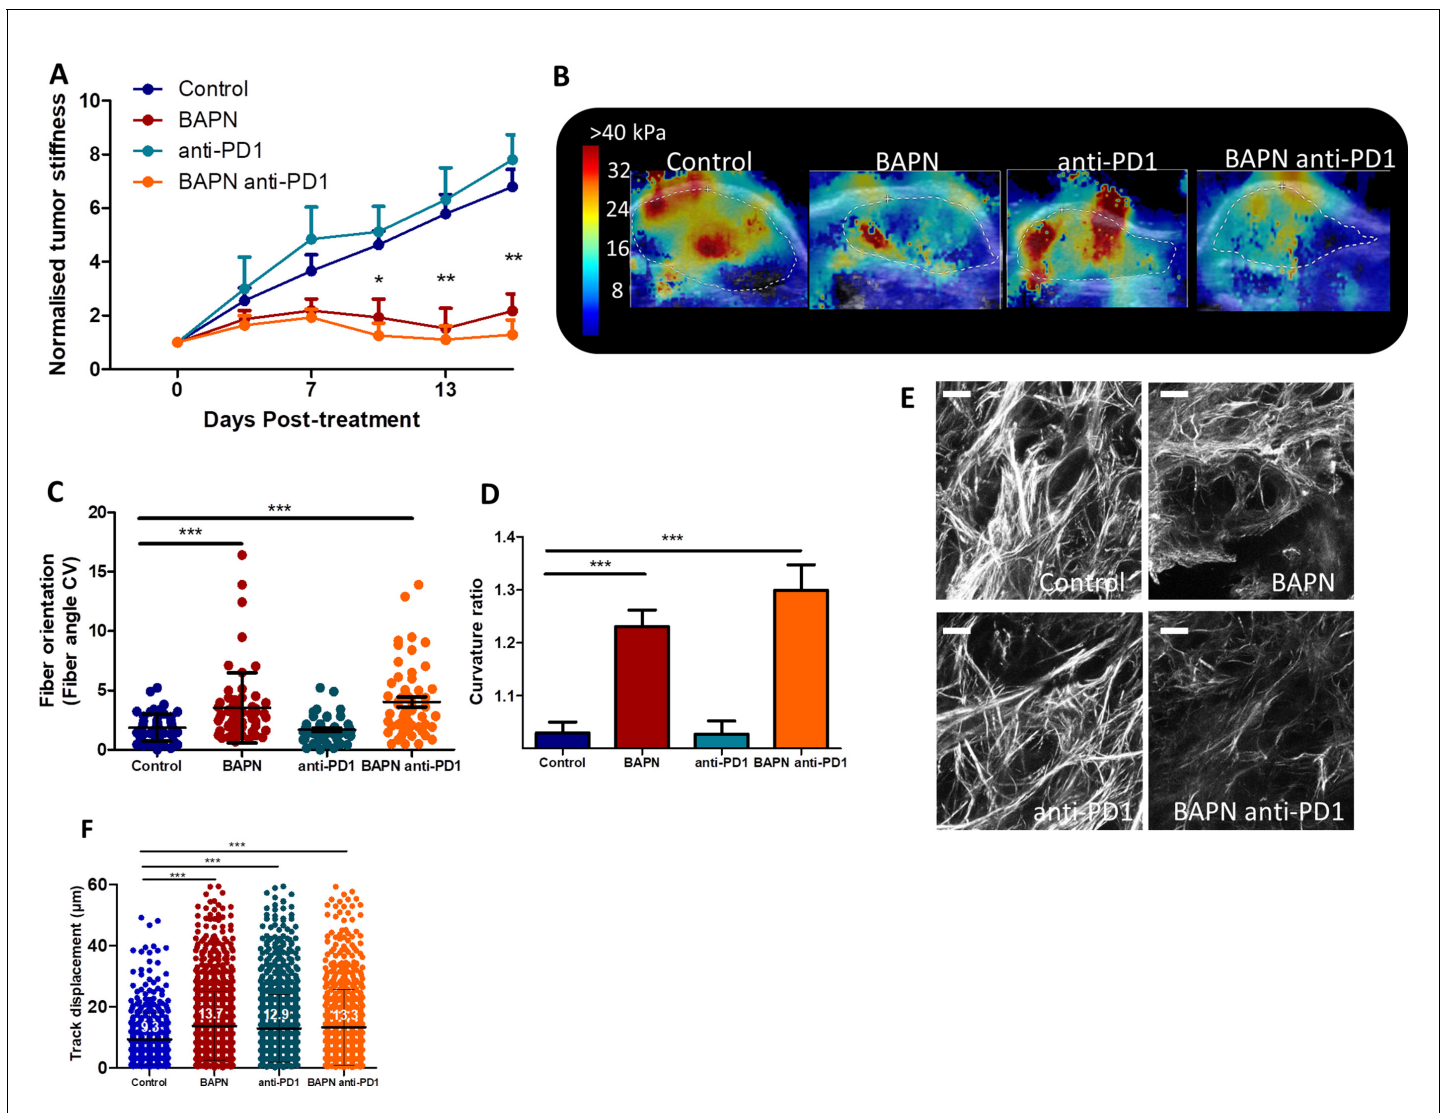 A
Control
BAPN
anti-PD1
BAPN anti-PD1
Normalised tumor stiffness
10
8
6
4
2
0
*
**
**
0
7
13
Days Post-treatment
B
>40 kPa
32
24
16
8
Control
BAPN
anti-PD1
BAPN anti-PD1
C
Fiber orientation
(Fiber angle CV)
20
15
10
5
0
***
***
Control
BAPN
anti-PD1
BAPN anti-PD1
D
Curvature ratio
1.4
1.3
1.2
1.1
***
***
Control
BAPN
anti-PD1
BAPN anti-PD1
E
Control
BAPN
anti-PD1
BAPN anti-PD1
F
Track displacement (µm)
60
40
20
0
***
***
***
9.3
13.7
12.9
13.3
Control
BAPN
anti-PD1
BAPN anti-PD1